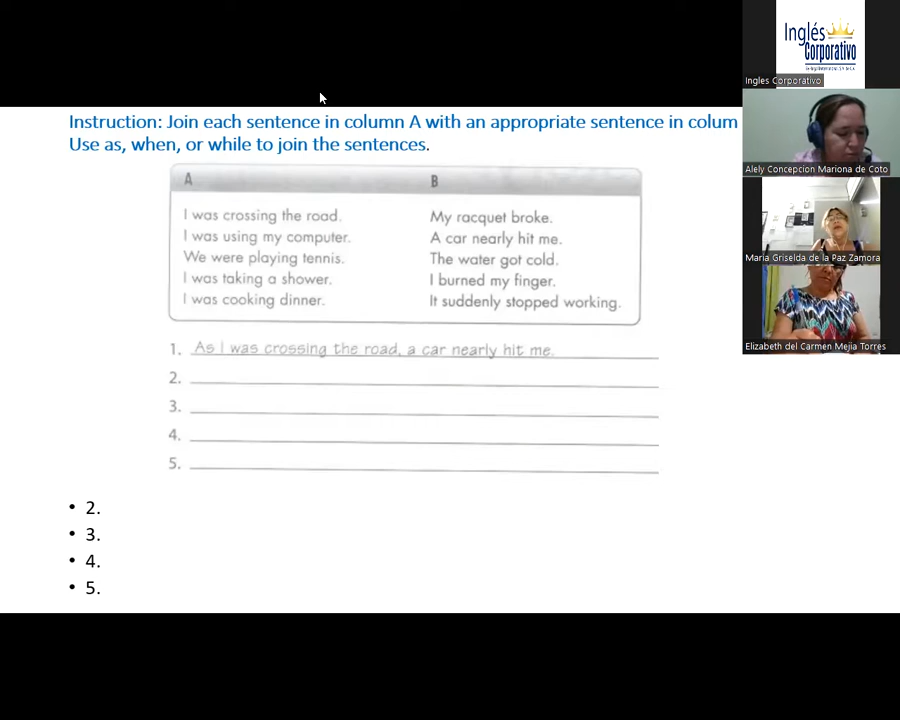 Inglés
Corporativo
Ingles Corporativo
Instruction: Join each sentence in column A with an appropriate sentence in colum
Use as, when, or while to join the sentences.
Alely Concepcion Mariona de Coto
A B
I was crossing the road. My racquet broke.
I was using my computer. A car nearly hit me.
We were playing tennis. The water got cold.
Maria Griselda de la Paz Zamora
I was taking a shower. I burned my finger.
I was cooking dinner. It suddenly stopped working.
Elizabeth del Carmen Mejia Torres
1. As I was crossing the road, a car nearly hit me.
2.
3.
4.
5.
• 2.
• 3.
• 4.
• 5.